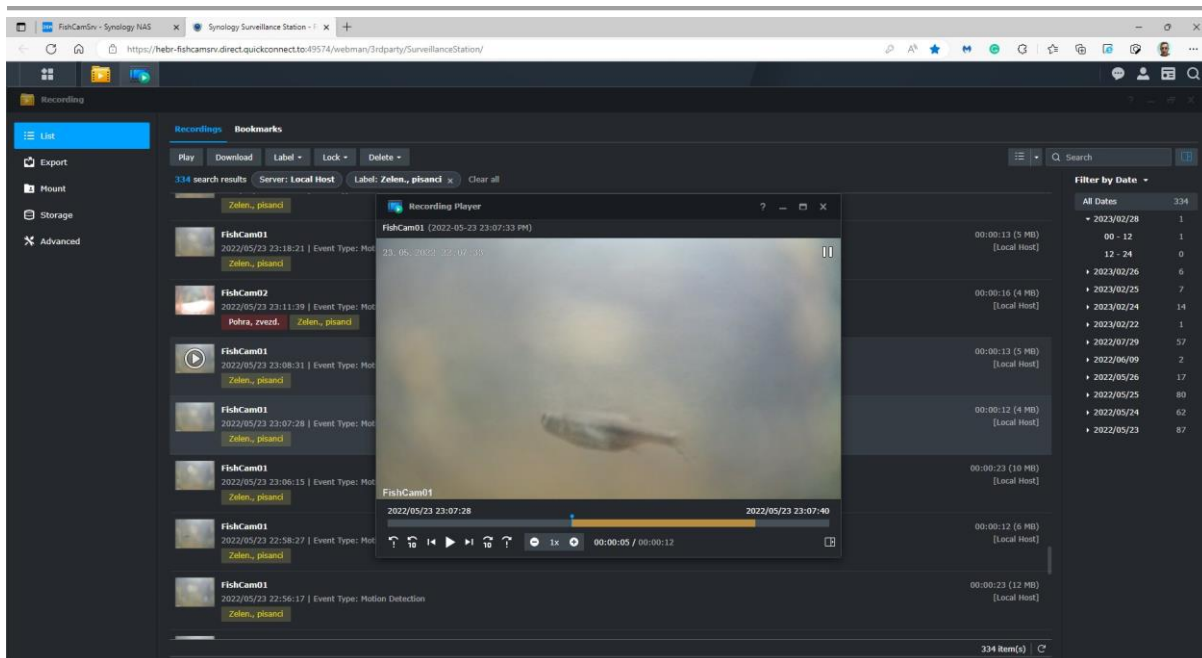 FishCamSrv - Synology NAS
Synology Surveillance Station -
https://hebr-fishcamsrv.direct.quickconnect.to:49574/webman/3rdparty/SurveillanceStation/
Recording
List
Export
Mount
Storage
Advanced
Recordings Bookmarks
Play Download Label Lock Delete
Search
334 search results Server: Local Host Label: Zelen., pisanci x Clear all
Zelen., pisanci
FishCam01
2022/05/23 23:18:21 | Event Type: Mot
Zelen., pisanci
00:00:13 (5 MB)
[Local Host]
FishCam02
2022/05/23 23:11:39 | Event Type: Mot
Pohra, zvezd. Zelen., pisanci
00:00:16 (4 MB)
[Local Host]
FishCam01
2022/05/23 23:08:31 | Event Type: Mot
Zelen., pisanci
00:00:13 (5 MB)
[Local Host]
FishCam01
2022/05/23 23:07:28 | Event Type: Mot
Zelen., pisanci
00:00:12 (4 MB)
[Local Host]
FishCam01
2022/05/23 23:06:15 | Event Type: Mot
Zelen., pisanci
00:00:23 (10 MB)
[Local Host]
FishCam01
2022/05/23 22:58:27 | Event Type: Mot
Zelen., pisanci
00:00:12 (6 MB)
[Local Host]
FishCam01
2022/05/23 22:56:17 | Event Type: Motion Detection
Zelen., pisanci
00:00:23 (12 MB)
[Local Host]
334 item(s)
Recording Player
FishCam01 (2022-05-23 23:07:33 PM)
23.05.2022
FishCam01
2022/05/23 23:07:28 2022/05/23 23:07:40
10 10 1x 00:00:05 / 00:00:12
Filter by Date
All Dates 334
2023/02/28 1
00 - 12 1
12 - 24 0
2023/02/26 6
2023/02/25 7
2023/02/24 14
2023/02/22 1
2022/07/29 57
2022/06/09 2
2022/05/26 17
2022/05/25 80
2022/05/24 62
2022/05/23 87